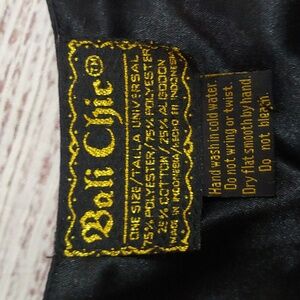 Bali Chic™
ONE SIZE/TALLA UNIVERSAL
75% POLYESTER/75% POLYESTER
25% COTTON/25% ALGODON
MADE IN INDONESIA/HECHO EN INDONESIA
Hand wash in cold water.
Do not wring or twist.
Dry flat, smooth by hand.
Do not bleach.